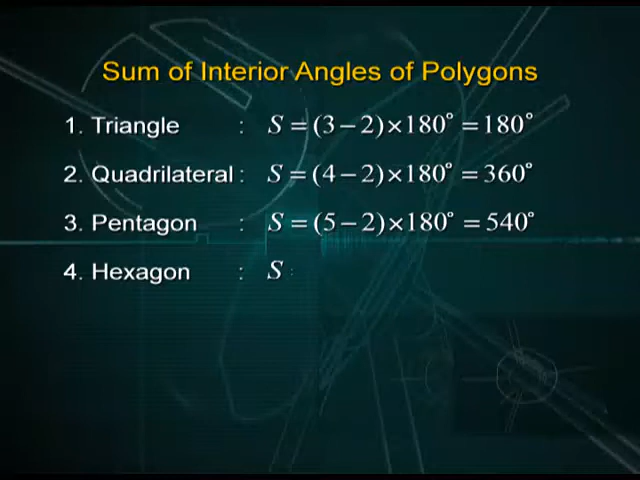 Sum of Interior Angles of Polygons
1. Triangle : S = (3 − 2) × 180° = 180°
2. Quadrilateral : S = (4 − 2) × 180° = 360°
3. Pentagon : S = (5 − 2) × 180° = 540°
4. Hexagon : S